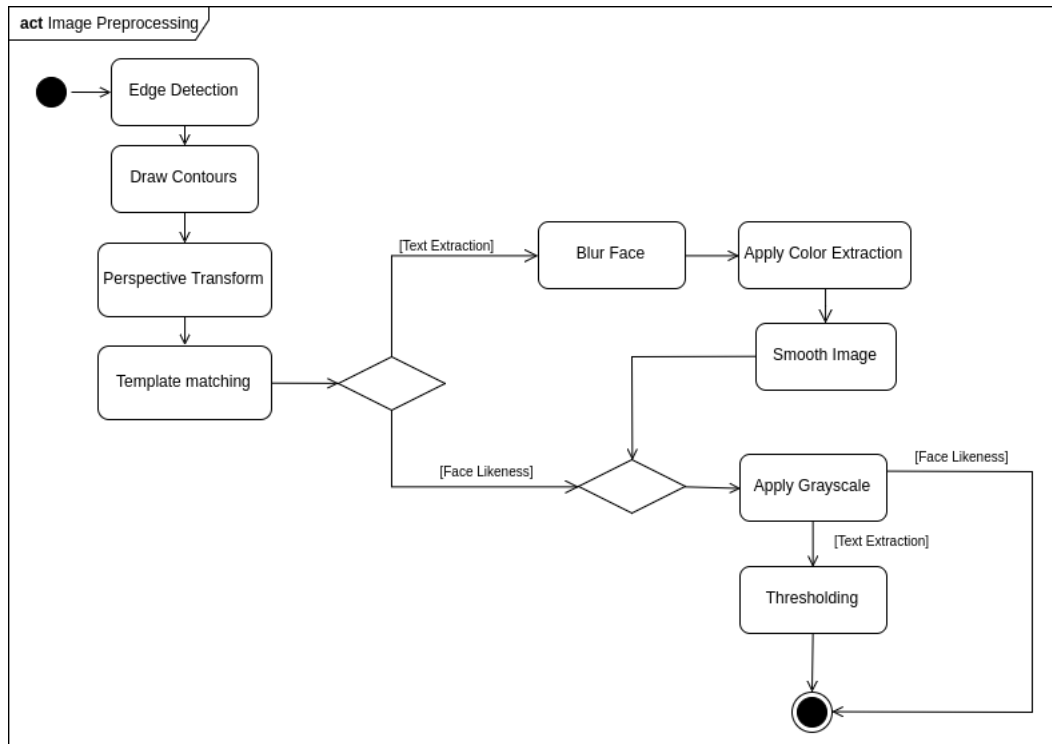 act Image Preprocessing
Edge Detection
Draw Contours
Perspective Transform
Template matching
[Text Extraction]
Blur Face
Apply Color Extraction
Smooth Image
[Face Likeness]
Apply Grayscale
[Face Likeness]
[Text Extraction]
Thresholding